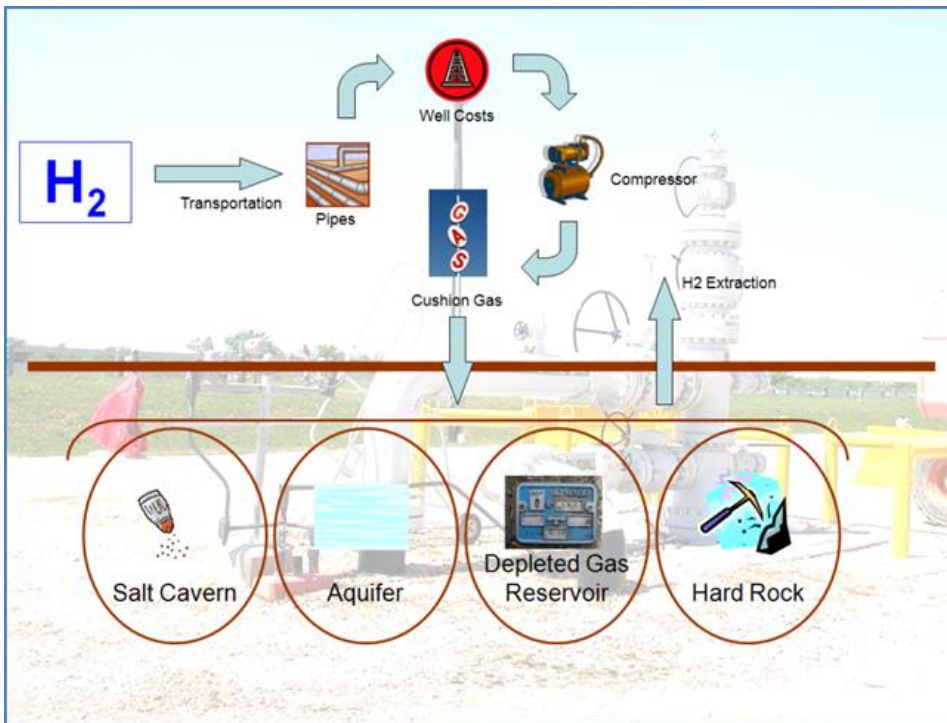 Well Costs
H2
Transportation
Pipes
Compressor
GAS
Cushion Gas
H2 Extraction
Salt Cavern
Aquifer
Depleted Gas
Reservoir
Hard Rock